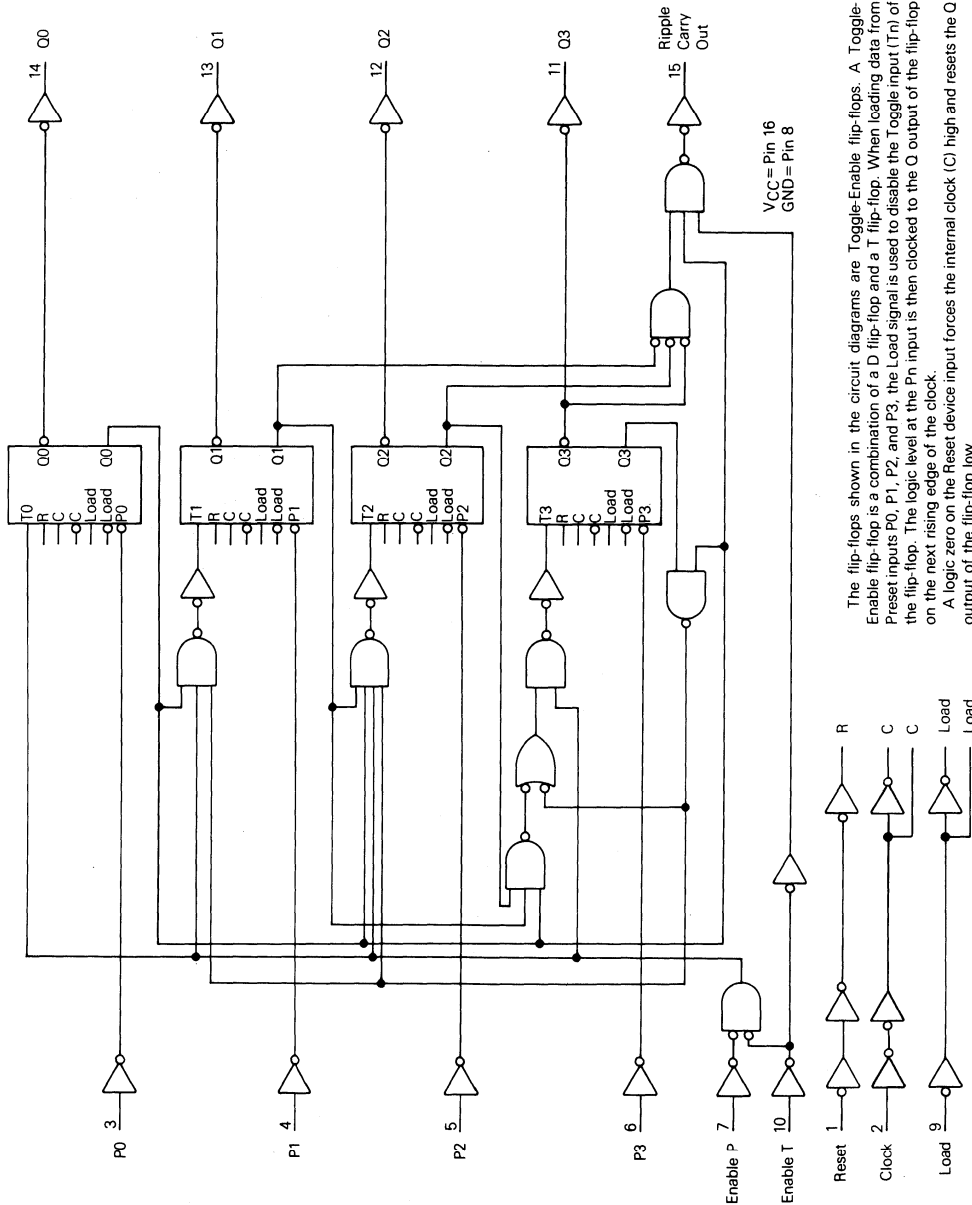 14 Q0
13 Q1
12 Q2
11 Q3
15 Ripple
Carry
Out
VCC = Pin 16
GND = Pin 8
T0
R
C
C
Load
Load
P0
Q0
Q0
T1
R
C
C
Load
Load
P1
Q1
Q1
T2
R
C
C
Load
Load
P2
Q2
Q2
T3
R
C
C
Load
Load
P3
Q3
Q3
P0 3
P1 4
P2 5
P3 6
Enable P 7
Enable T 10
Reset 1
R
Clock 2
C
C
Load 9
Load
Load
The flip-flops shown in the circuit diagrams are Toggle-Enable flip-flops. A Toggle-
Enable flip-flop is a combination of a D flip-flop and a T flip-flop. When loading data from
Preset inputs P0, P1, P2, and P3, the Load signal is used to disable the Toggle input (Tn) of
the flip-flop. The logic level at the Pn input is then clocked to the Q output of the flip-flop
on the next rising edge of the clock.
A logic zero on the Reset device input forces the internal clock (C) high and resets the Q
output of the flip-flop low